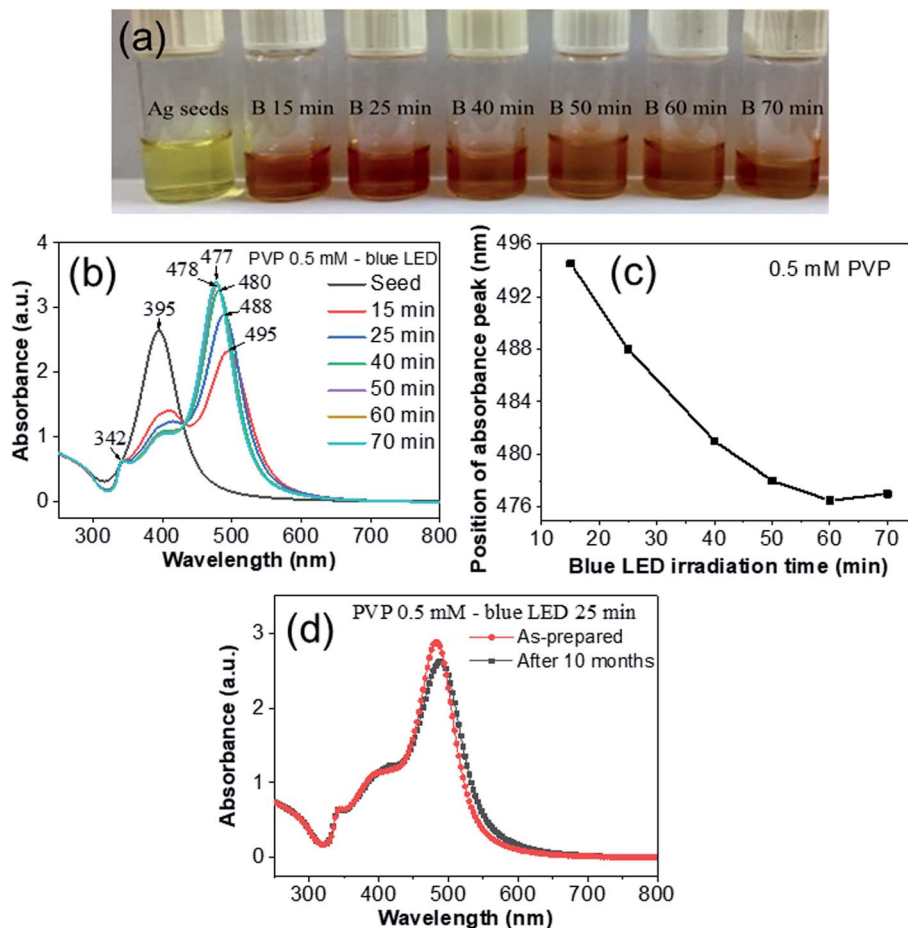 (a)
Ag seeds B 15 min B 25 min B 40 min B 50 min B 60 min B 70 min
(b)
PVP 0.5 mM - blue LED
477
478
480
488
495
395
342
Seed
15 min
25 min
40 min
50 min
60 min
70 min
Absorbance (a.u.)
4
3
2
1
0
300 400 500 600 700 800
Wavelength (nm)
(c)
0.5 mM PVP
Position of absorbance peak (nm)
496
492
488
484
480
476
10 20 30 40 50 60 70
Blue LED irradiation time (min)
(d)
PVP 0.5 mM - blue LED 25 min
As-prepared
After 10 months
Absorbance (a.u.)
3
2
1
0
300 400 500 600 700 800
Wavelength (nm)